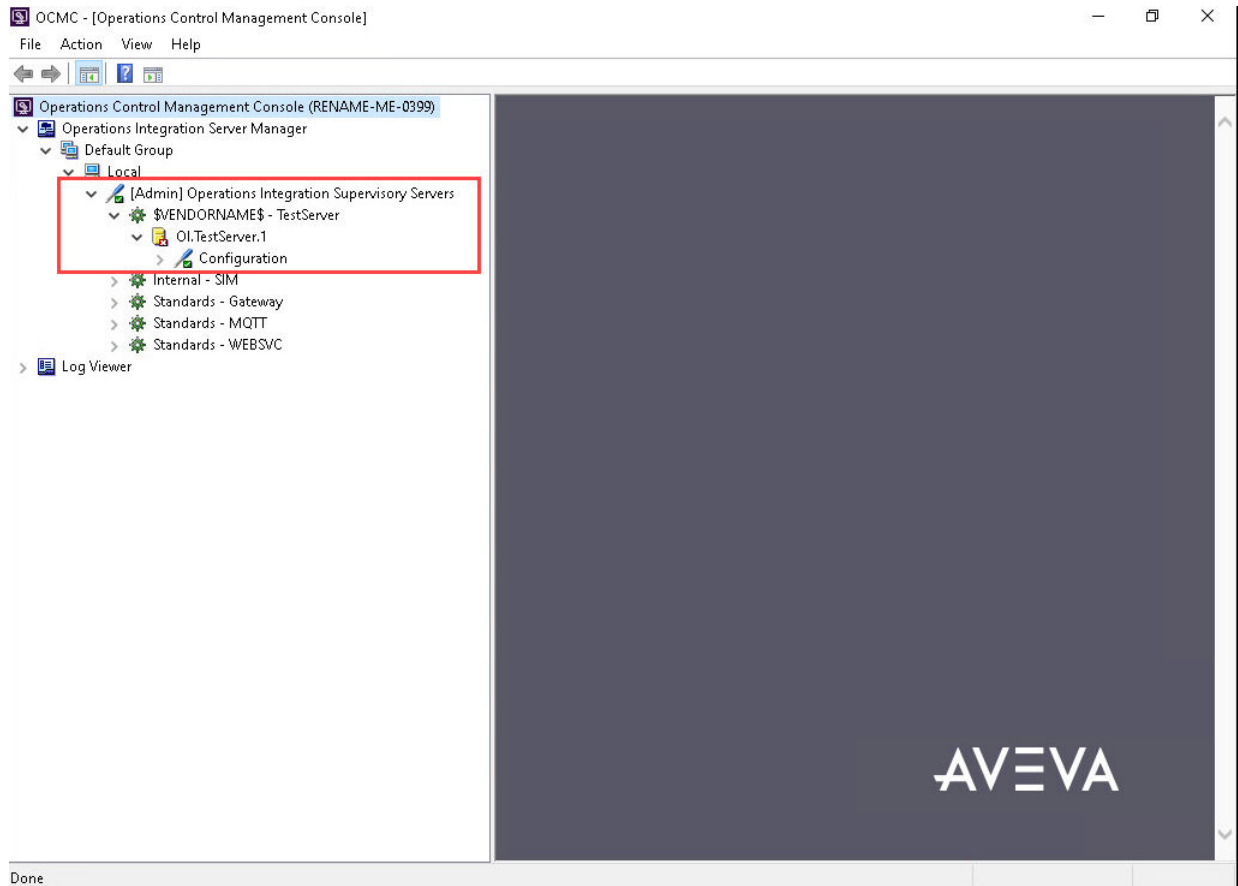 OCMC - [Operations Control Management Console]
File Action View Help
Operations Control Management Console (RENAME-ME-0399)
Operations Integration Server Manager
Default Group
Local
[Admin] Operations Integration Supervisory Servers
$VENDORNAME$ - TestServer
OI.TestServer.1
Configuration
Internal - SIM
Standards - Gateway
Standards - MQTT
Standards - WEBSVC
Log Viewer
AVEVA
Done